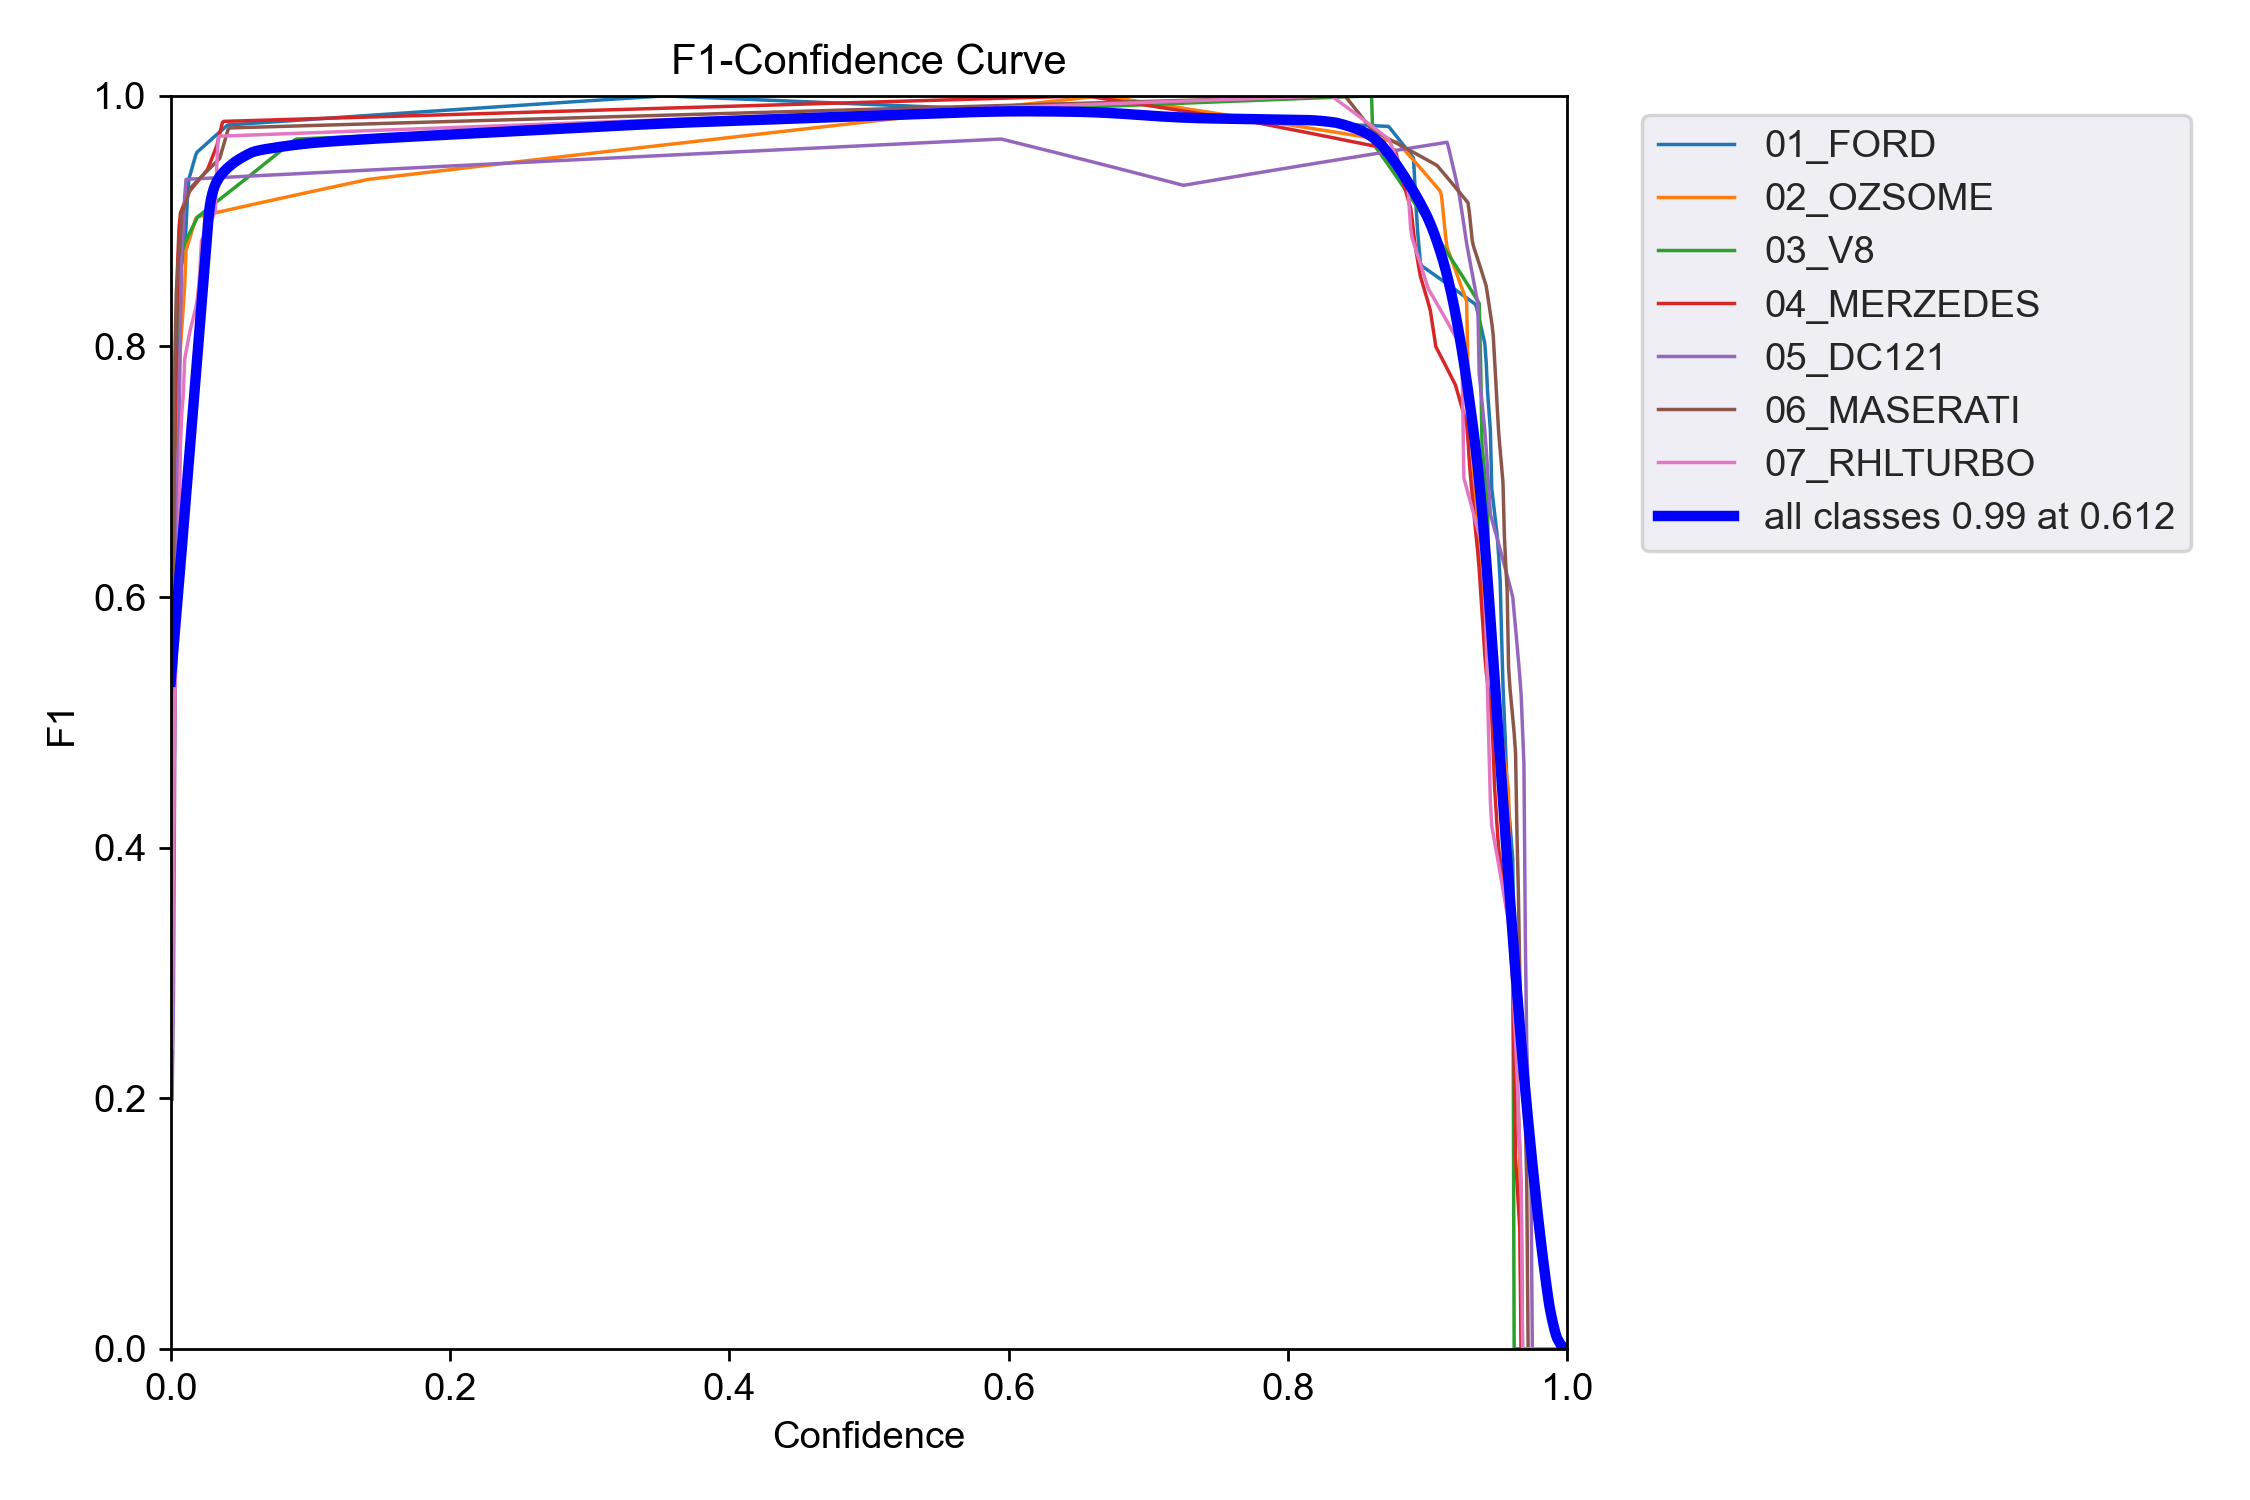 F1-Confidence Curve
1.0
0.8
0.6
0.4
0.2
0.0
F1
0.0 0.2 0.4 0.6 0.8 1.0
Confidence
01_FORD
02_OZSOME
03_V8
04_MERZEDES
05_DC121
06_MASERATI
07_RHLTURBO
all classes 0.99 at 0.612